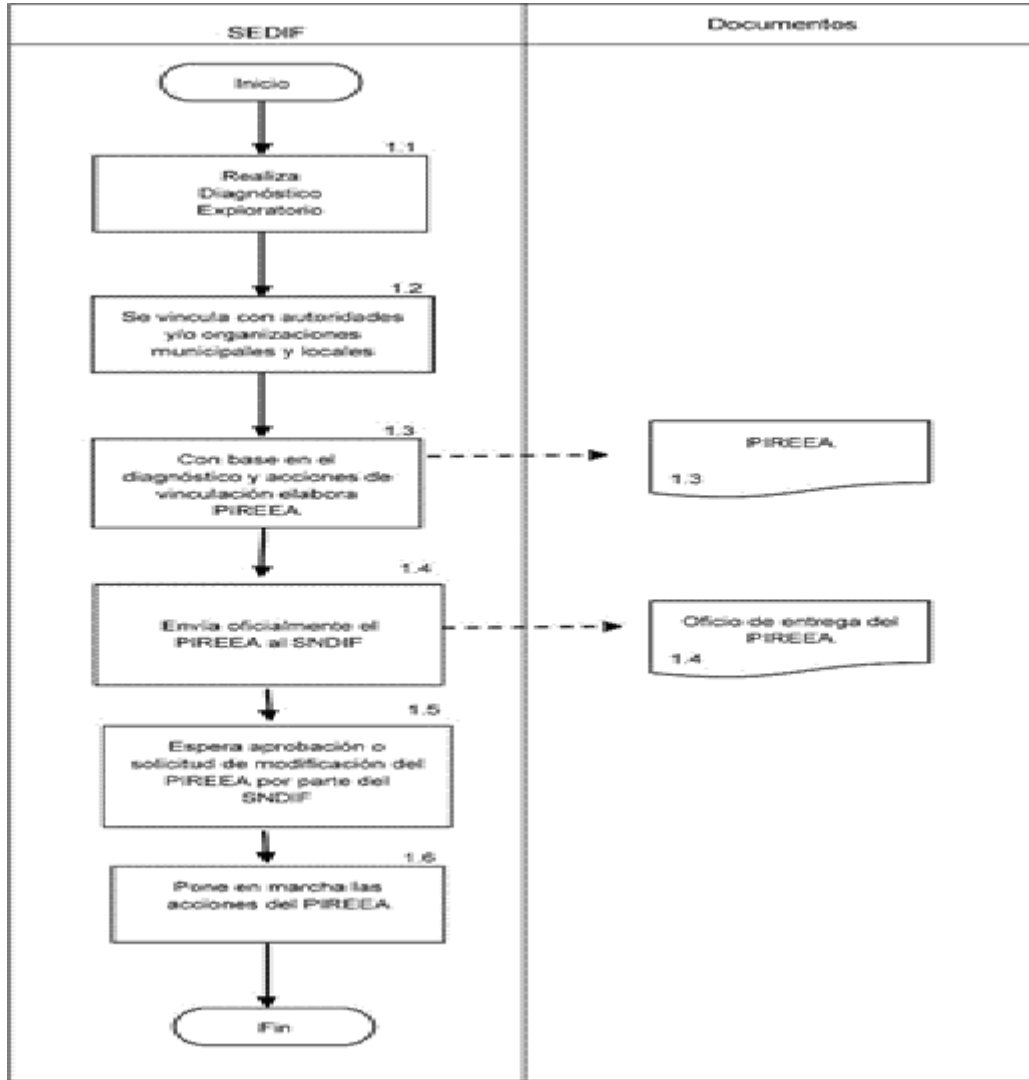 SEDIF
Documentos
Inicio
1.1
Realiza
Diagnóstico
Exploratorio
1.2
Se vincula con autoridades
y/o organizaciones
municipales y locales
1.3
Con base en el
diagnóstico y acciones de
vinculación elabora
PIREEA
PIREEA
1.3
1.4
Envía oficialmente el
PIREEA al SNDIF
Oficio de entrega del
PIREEA
1.4
1.5
Espera aprobación o
solicitud de modificación del
PIREEA por parte del
SNDIF
1.6
Pone en marcha las
acciones del PIREEA
Fin